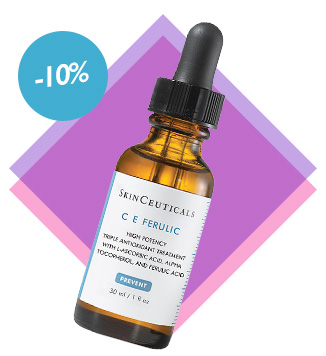 -10%
SKINCEUTICALS
C E FERULIC
HIGH POTENCY
TRIPLE ANTIOXIDANT TREATMENT
WITH L-ASCORBIC ACID, ALPHA
TOCOPHEROL, AND FERULIC ACID
PREVENT
30 ml / 1 fl oz